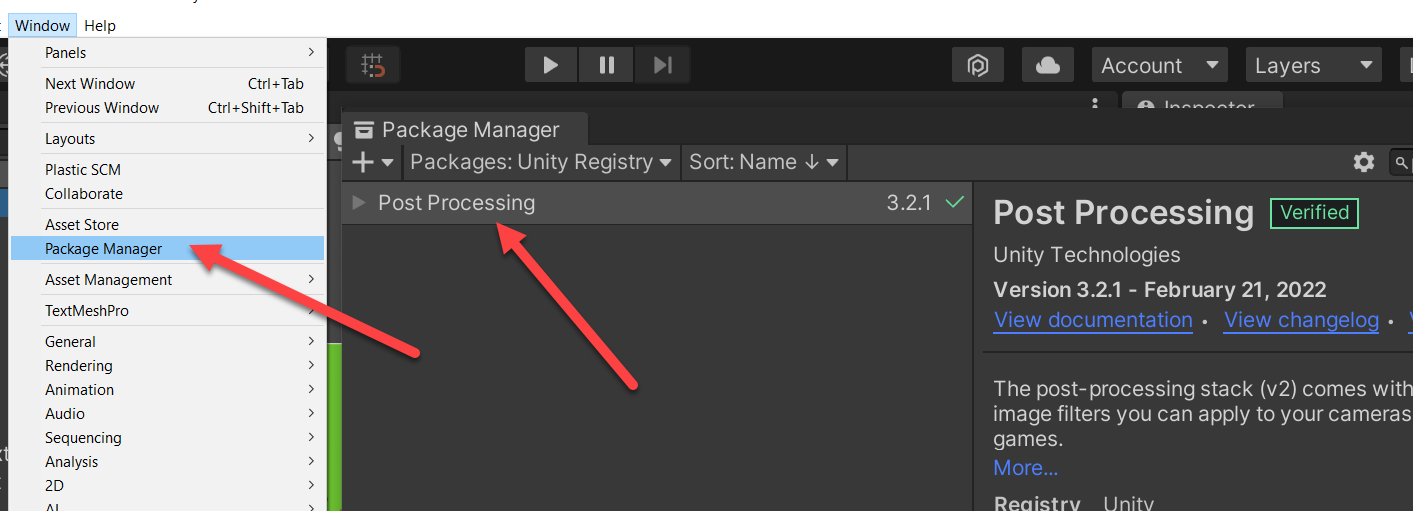 Window Help
Panels
Next Window Ctrl+Tab
Previous Window Ctrl+Shift+Tab
Layouts
Plastic SCM
Collaborate
Asset Store
Package Manager
Asset Management
TextMeshPro
General
Rendering
Animation
Audio
Sequencing
Analysis
2D
AI
Account Layers
Inspector
Package Manager
Packages: Unity Registry Sort: Name ↓
Post Processing 3.2.1
Post Processing Verified
Unity Technologies
Version 3.2.1 - February 21, 2022
View documentation • View changelog •
The post-processing stack (v2) comes with
image filters you can apply to your cameras
games.
More...
Registry Unity